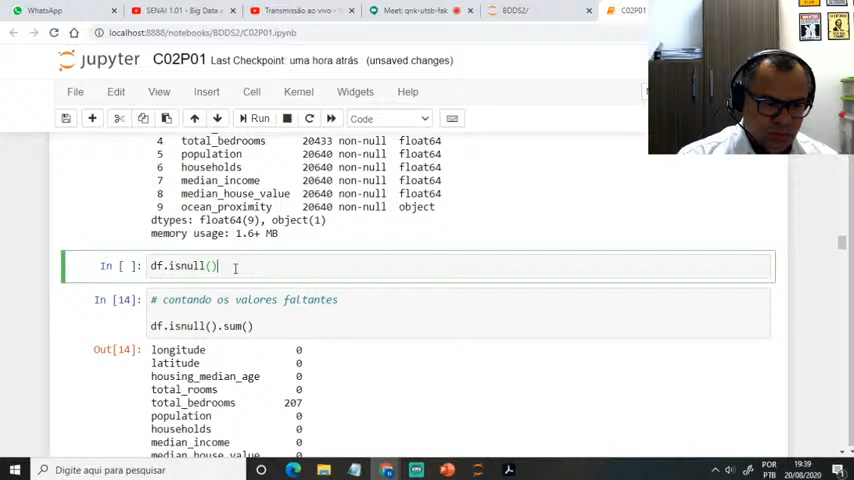 WhatsApp
SENAI 1.01 - Big Data e
Transmissão ao vivo - Y
Meet: qnk-utsb-fak
BDDS2/
C02P01
localhost:8888/notebooks/BDDS2/C02P01.ipynb
jupyter C02P01 Last Checkpoint: uma hora atrás (unsaved changes)
File Edit View Insert Cell Kernel Widgets Help
Run Code
4 total_bedrooms 20433 non-null float64
5 population 20640 non-null float64
6 households 20640 non-null float64
7 median_income 20640 non-null float64
8 median_house_value 20640 non-null float64
9 ocean_proximity 20640 non-null object
dtypes: float64(9), object(1)
memory usage: 1.6+ MB
In [ ]: df.isnull()
In [14]: # contando os valores faltantes
df.isnull().sum()
Out[14]: longitude 0
latitude 0
housing_median_age 0
total_rooms 0
total_bedrooms 207
population 0
households 0
median_income 0
median_house_value 0
Digite aqui para pesquisar
POR
PTB
19:39
20/08/2020